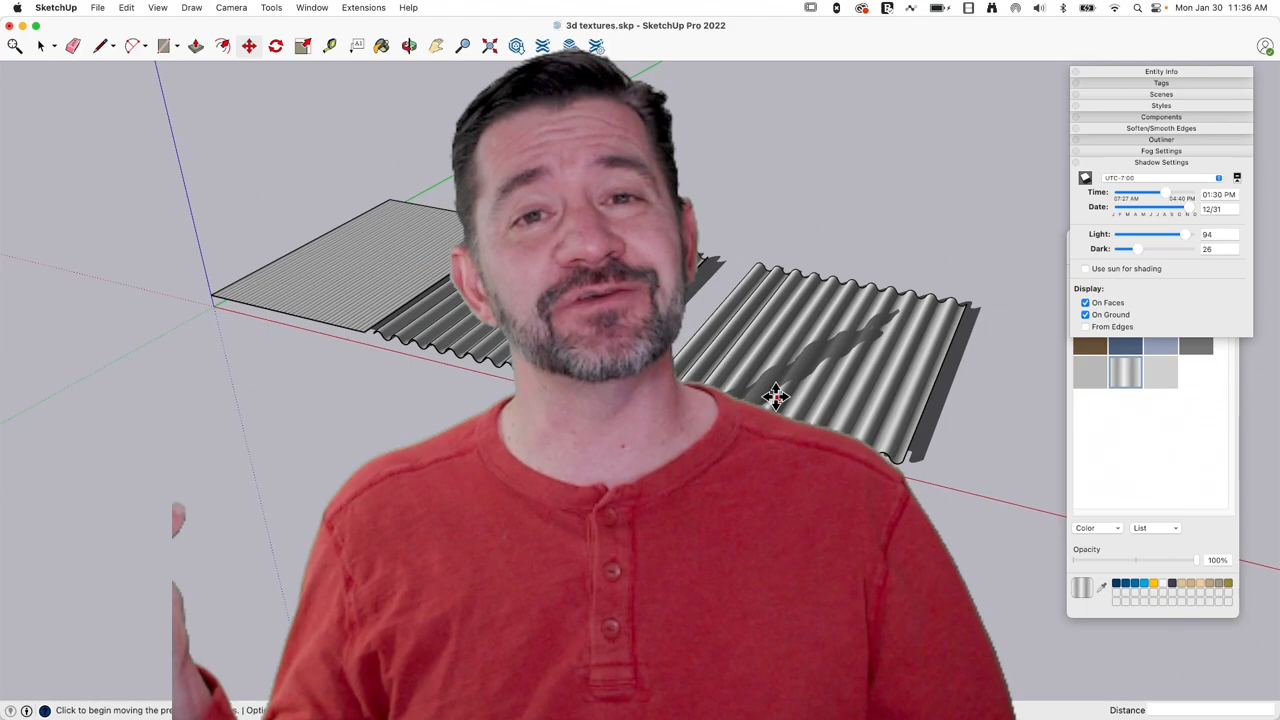 SketchUp File Edit View Draw Camera Tools Window Extensions Help Mon Jan 30 11:36 AM
3d textures.skp - SketchUp Pro 2022
A1
Entity Info
Tags
Scenes
Styles
Components
Soften/Smooth Edges
Outliner
Fog Settings
Shadow Settings
UTC-7:00
Time: 01:30 PM
07:27 AM 04:40 PM
Date: 12/31
J F M A M J J A S O N D
Light: 94
Dark: 26
Use sun for shading
Display:
On Faces
On Ground
From Edges
Color List
Opacity
100%
Click to begin moving the pre s. | Optio Distance